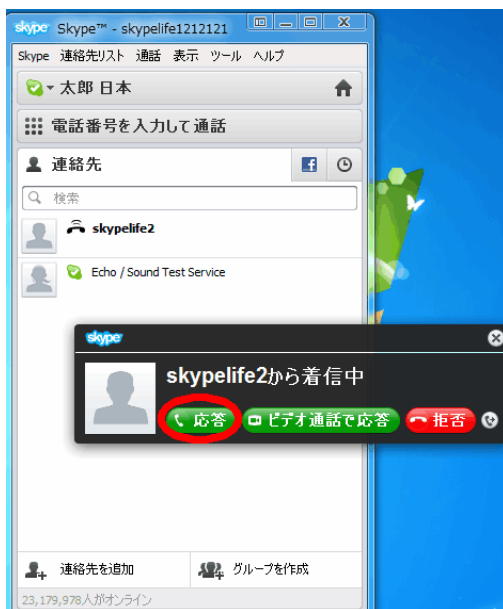 skype Skype™ - skypelife1212121
Skype 連絡先リスト 通話 表示 ツール ヘルプ
太郎 日本
電話番号を入力して通話
連絡先
検索
skypelife2
Echo / Sound Test Service
skype
skypelife2から着信中
応答 ビデオ通話で応答 拒否
連絡先を追加 グループを作成
23,179,978人がオンライン